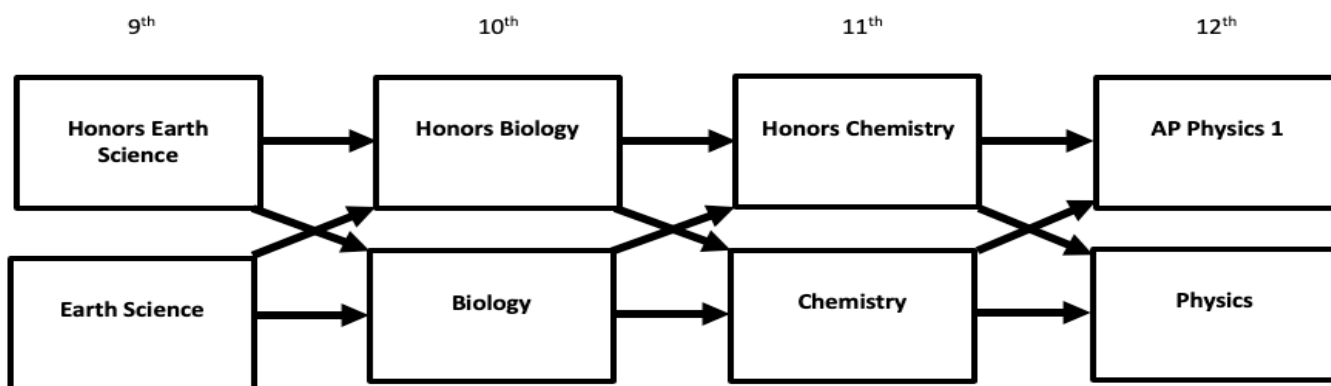 9th
10th
11th
12th
Honors Earth
Science
Honors Biology
Honors Chemistry
AP Physics 1
Earth Science
Biology
Chemistry
Physics